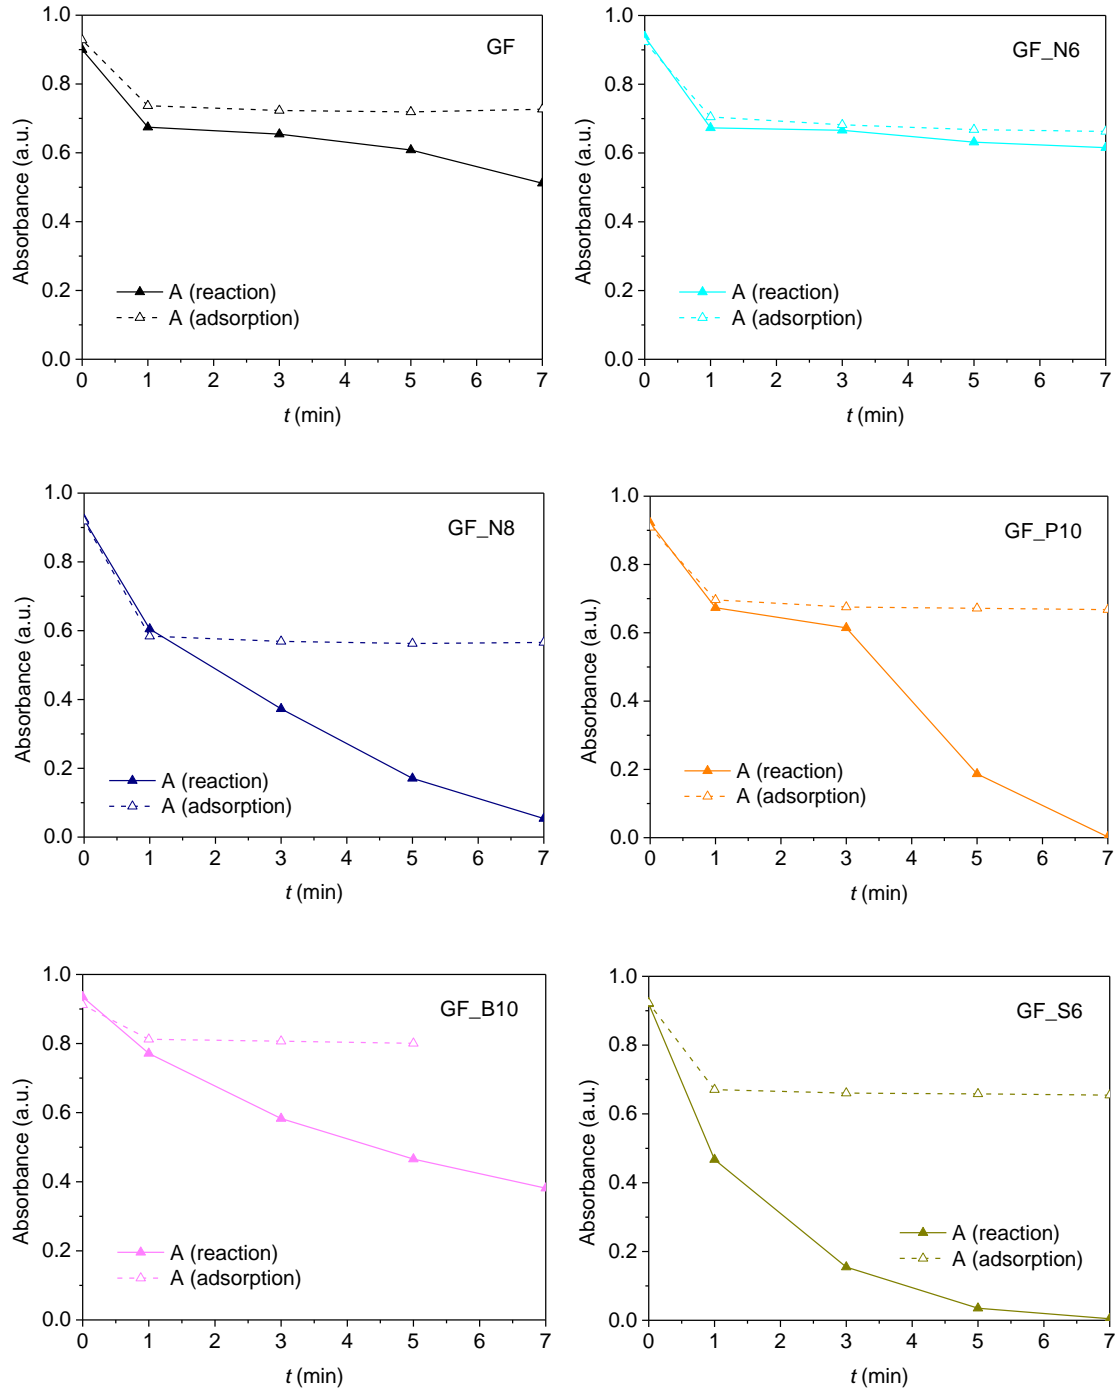 GF
Absorbance (a.u.)
1.0
0.8
0.6
0.4
0.2
0.0
A (reaction)
A (adsorption)
0 1 2 3 4 5 6 7
t (min)
GF_N6
Absorbance (a.u.)
1.0
0.8
0.6
0.4
0.2
0.0
A (reaction)
A (adsorption)
0 1 2 3 4 5 6 7
t (min)
GF_N8
Absorbance (a.u.)
1.0
0.8
0.6
0.4
0.2
0.0
A (reaction)
A (adsorption)
0 1 2 3 4 5 6 7
t (min)
GF_P10
Absorbance (a.u.)
1.0
0.8
0.6
0.4
0.2
0.0
A (reaction)
A (adsorption)
0 1 2 3 4 5 6 7
t (min)
GF_B10
Absorbance (a.u.)
1.0
0.8
0.6
0.4
0.2
0.0
A (reaction)
A (adsorption)
0 1 2 3 4 5 6 7
t (min)
GF_S6
Absorbance (a.u.)
1.0
0.8
0.6
0.4
0.2
0.0
A (reaction)
A (adsorption)
0 1 2 3 4 5 6 7
t (min)